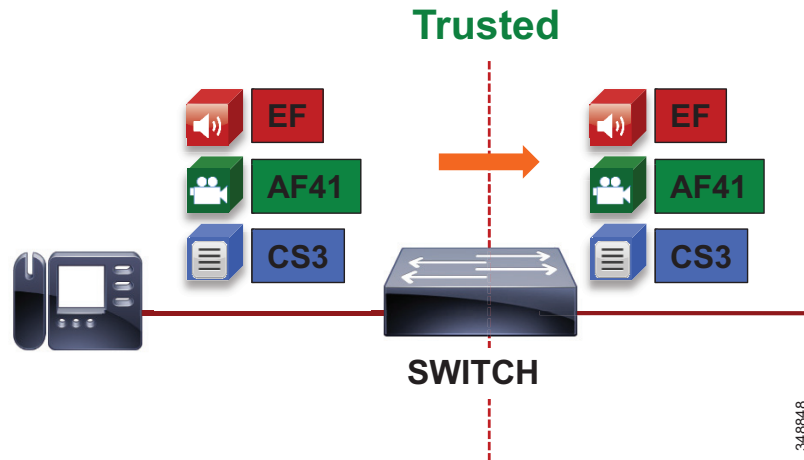 Trusted
EF
AF41
CS3
EF
AF41
CS3
SWITCH
348848